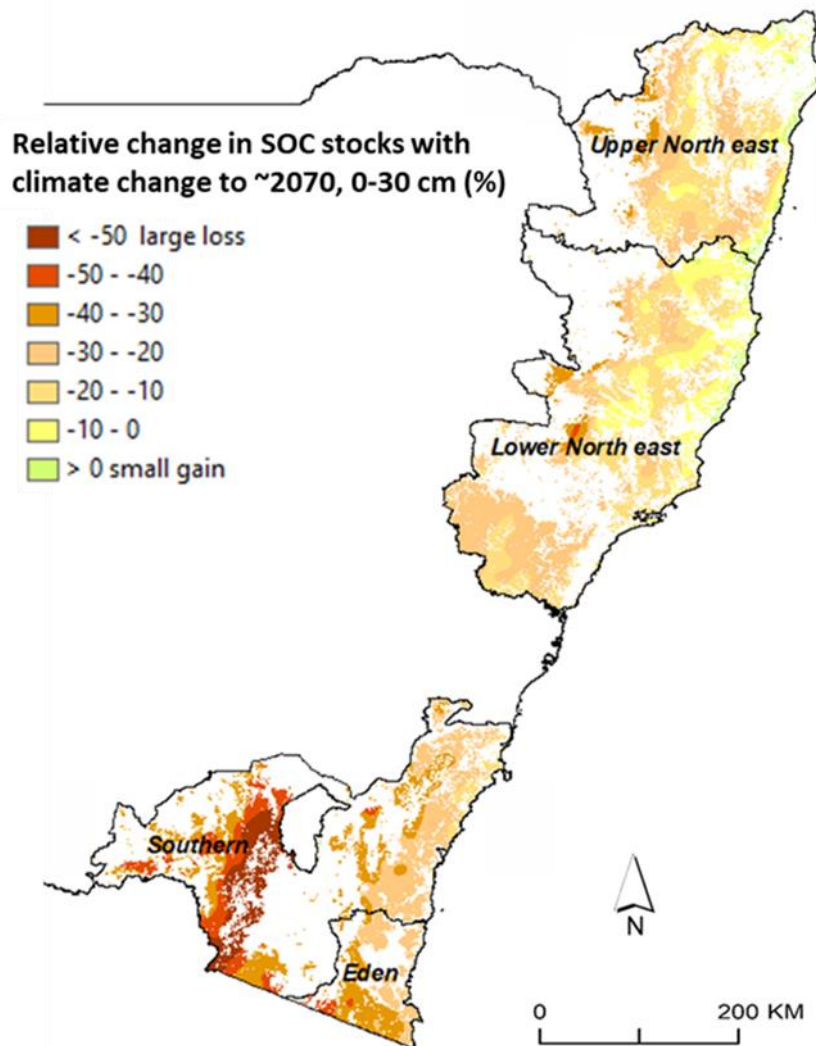 Relative change in SOC stocks with
climate change to ~2070, 0-30 cm (%)
< -50 large loss
-50 - -40
-40 - -30
-30 - -20
-20 - -10
-10 - 0
> 0 small gain
Upper North east
Lower North east
Southern
Eden
N
0 200 KM